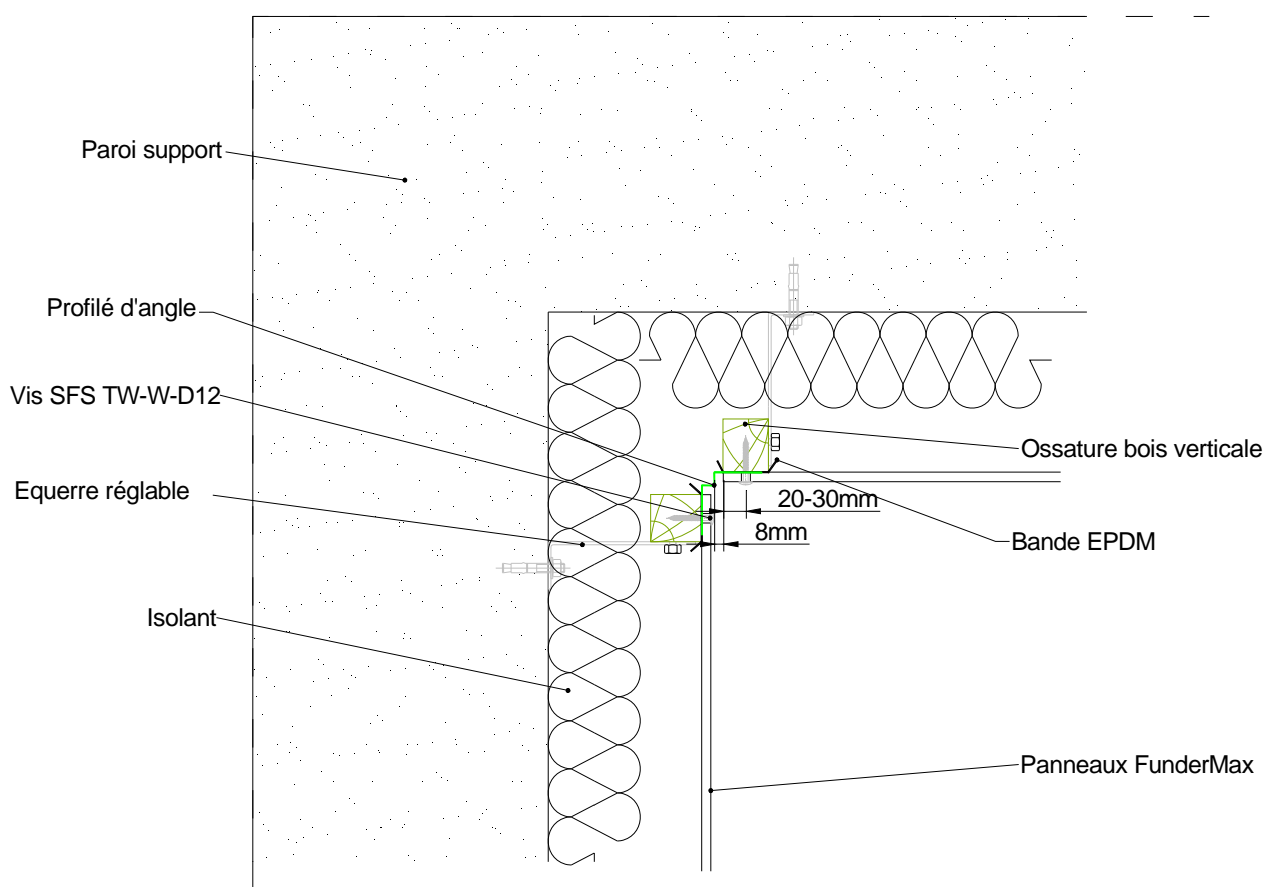 Paroi support
Profilé d'angle
Vis SFS TW-W-D12
Equerre réglable
Isolant
Ossature bois verticale
20-30mm
8mm
Bande EPDM
Panneaux FunderMax